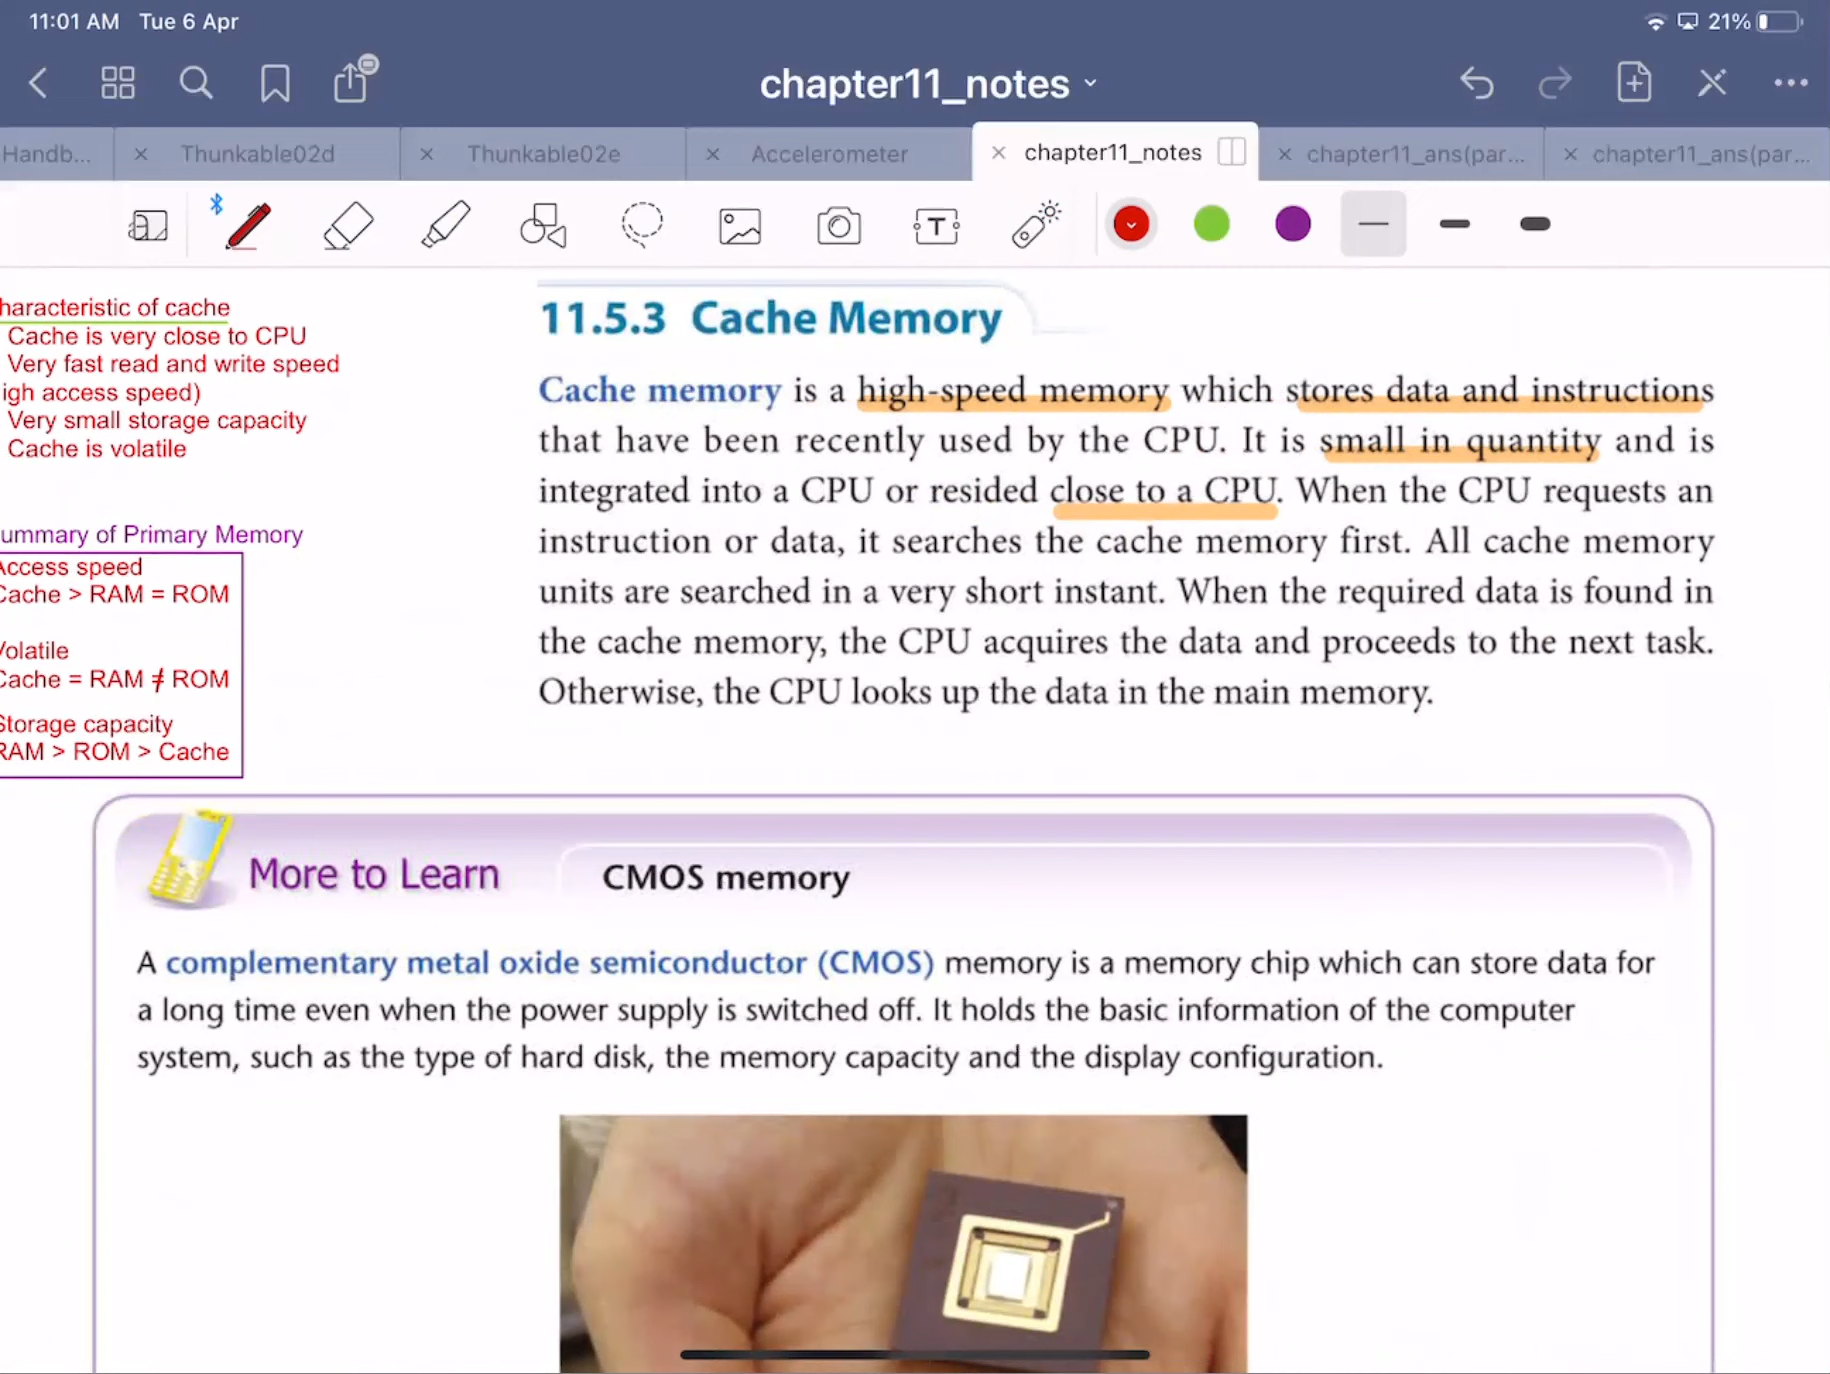 11:01 AM Tue 6 Apr
21%
chapter11_notes
Handb...
Thunkable02d
Thunkable02e
Accelerometer
chapter11_notes
chapter11_ans(par...
chapter11_ans(par...
T
haracteristic of cache
Cache is very close to CPU
Very fast read and write speed
igh access speed)
Very small storage capacity
Cache is volatile
ummary of Primary Memory
Access speed
Cache > RAM = ROM
Volatile
Cache = RAM ≠ ROM
Storage capacity
RAM > ROM > Cache
11.5.3 Cache Memory
Cache memory is a high-speed memory which stores data and instructions
that have been recently used by the CPU. It is small in quantity and is
integrated into a CPU or resided close to a CPU. When the CPU requests an
instruction or data, it searches the cache memory first. All cache memory
units are searched in a very short instant. When the required data is found in
the cache memory, the CPU acquires the data and proceeds to the next task.
Otherwise, the CPU looks up the data in the main memory.
More to Learn
CMOS memory
A complementary metal oxide semiconductor (CMOS) memory is a memory chip which can store data for
a long time even when the power supply is switched off. It holds the basic information of the computer
system, such as the type of hard disk, the memory capacity and the display configuration.